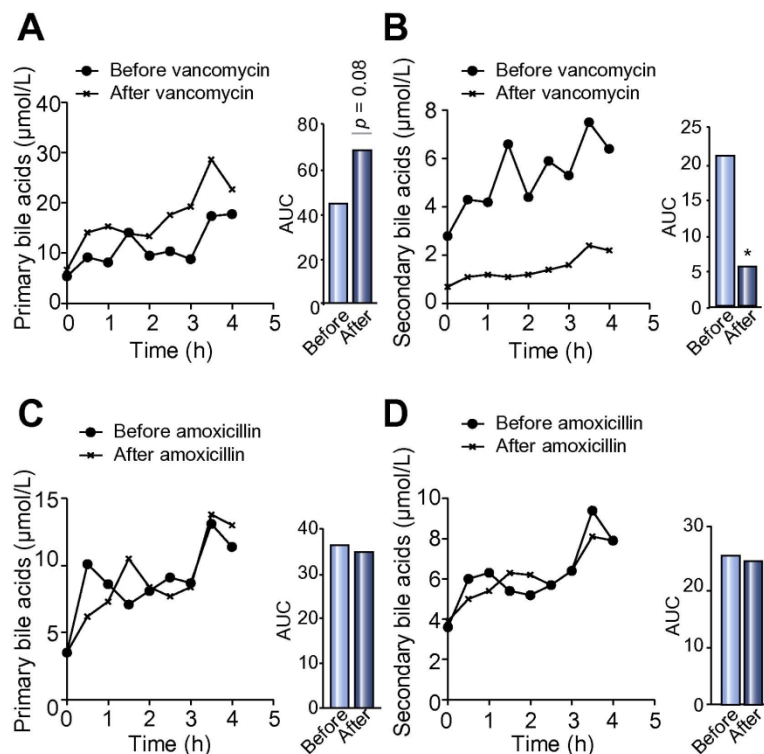 A
Before vancomycin
After vancomycin
Primary bile acids (µmol/L)
40
30
20
10
0
0 1 2 3 4 5
Time (h)
p = 0.08
AUC
80
60
40
20
0
Before
After
B
Before vancomycin
After vancomycin
Secondary bile acids (µmol/L)
8
6
4
2
0
0 1 2 3 4 5
Time (h)
AUC
25
20
15
10
5
0
*
Before
After
C
Before amoxicillin
After amoxicillin
Primary bile acids (µmol/L)
15
10
5
0
0 1 2 3 4 5
Time (h)
AUC
40
30
20
10
0
Before
After
D
Before amoxicillin
After amoxicillin
Secondary bile acids (µmol/L)
10
8
6
4
2
0
0 1 2 3 4 5
Time (h)
AUC
30
20
10
0
Before
After